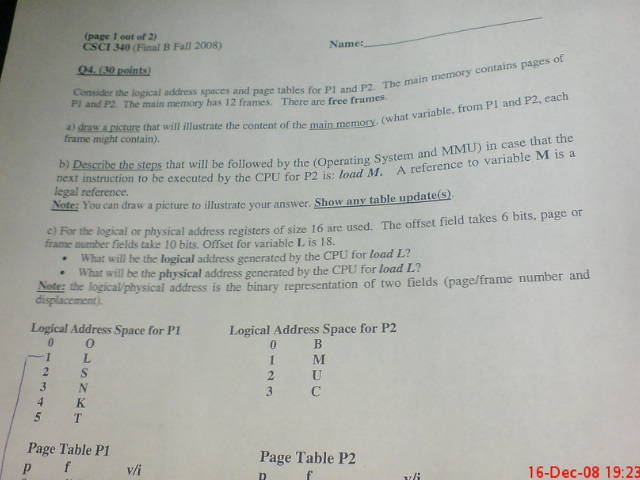 (page 1 out of 2)
CSCI 340 (Final B Fall 2008)
Name:
Q4. (30 points)
Consider the logical address spaces and page tables for P1 and P2. The main memory contains pages of
P1 and P2. The main memory has 12 frames. There are free frames.
a) draw a picture that will illustrate the content of the main memory. (what variable, from P1 and P2, each
frame might contain).
b) Describe the steps that will be followed by the (Operating System and MMU) in case that the
next instruction to be executed by the CPU for P2 is: load M. A reference to variable M is a
legal reference.
Note: You can draw a picture to illustrate your answer. Show any table update(s).
c) For the logical or physical address registers of size 16 are used. The offset field takes 6 bits, page or
frame number fields take 10 bits. Offset for variable L is 18.
• What will be the logical address generated by the CPU for load L?
• What will be the physical address generated by the CPU for load L?
Note: the logical/physical address is the binary representation of two fields (page/frame number and
displacement).
Logical Address Space for P1
0 O
1 L
2 S
3 N
4 K
5 T
Logical Address Space for P2
0 B
1 M
2 U
3 C
Page Table P1
p f v/i
Page Table P2
p f v/i
16-Dec-08 19:23